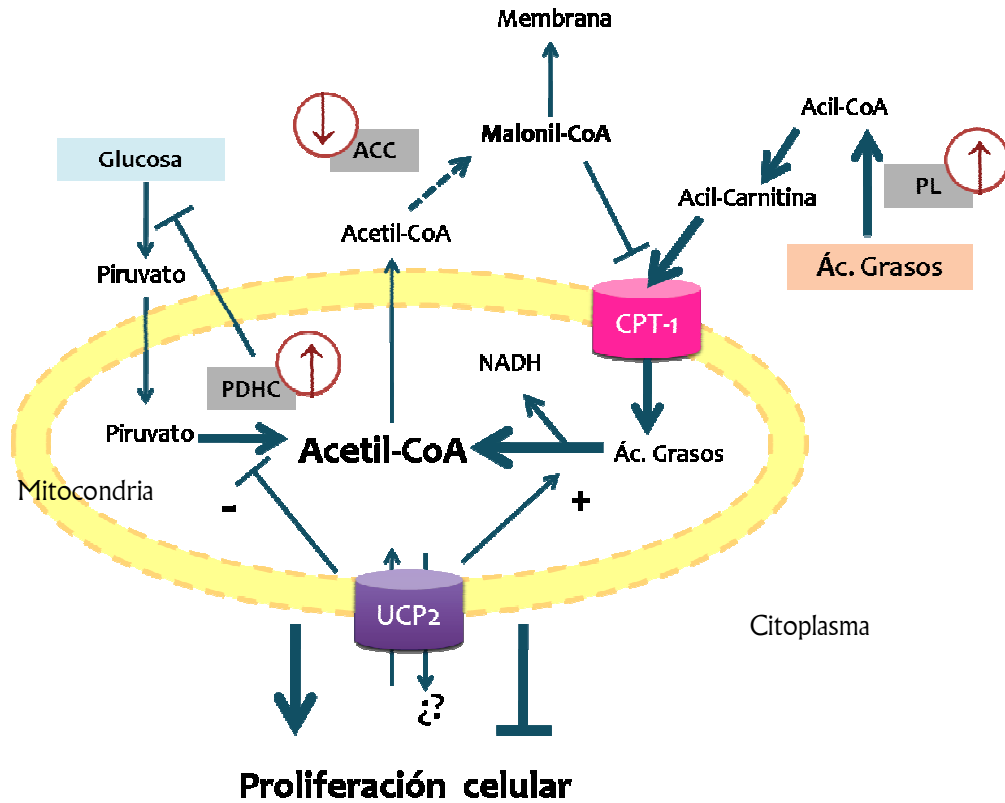 Membrana
Malonil-CoA
Acil-CoA
ACC
Glucosa
PL
Acil-Carnitina
Acetil-CoA
Ác. Grasos
Piruvato
CPT-1
NADH
PDHC
Piruvato
Acetil-CoA
Ác. Grasos
Mitocondria
-
+
UCP2
Citoplasma
¿?
Proliferación celular